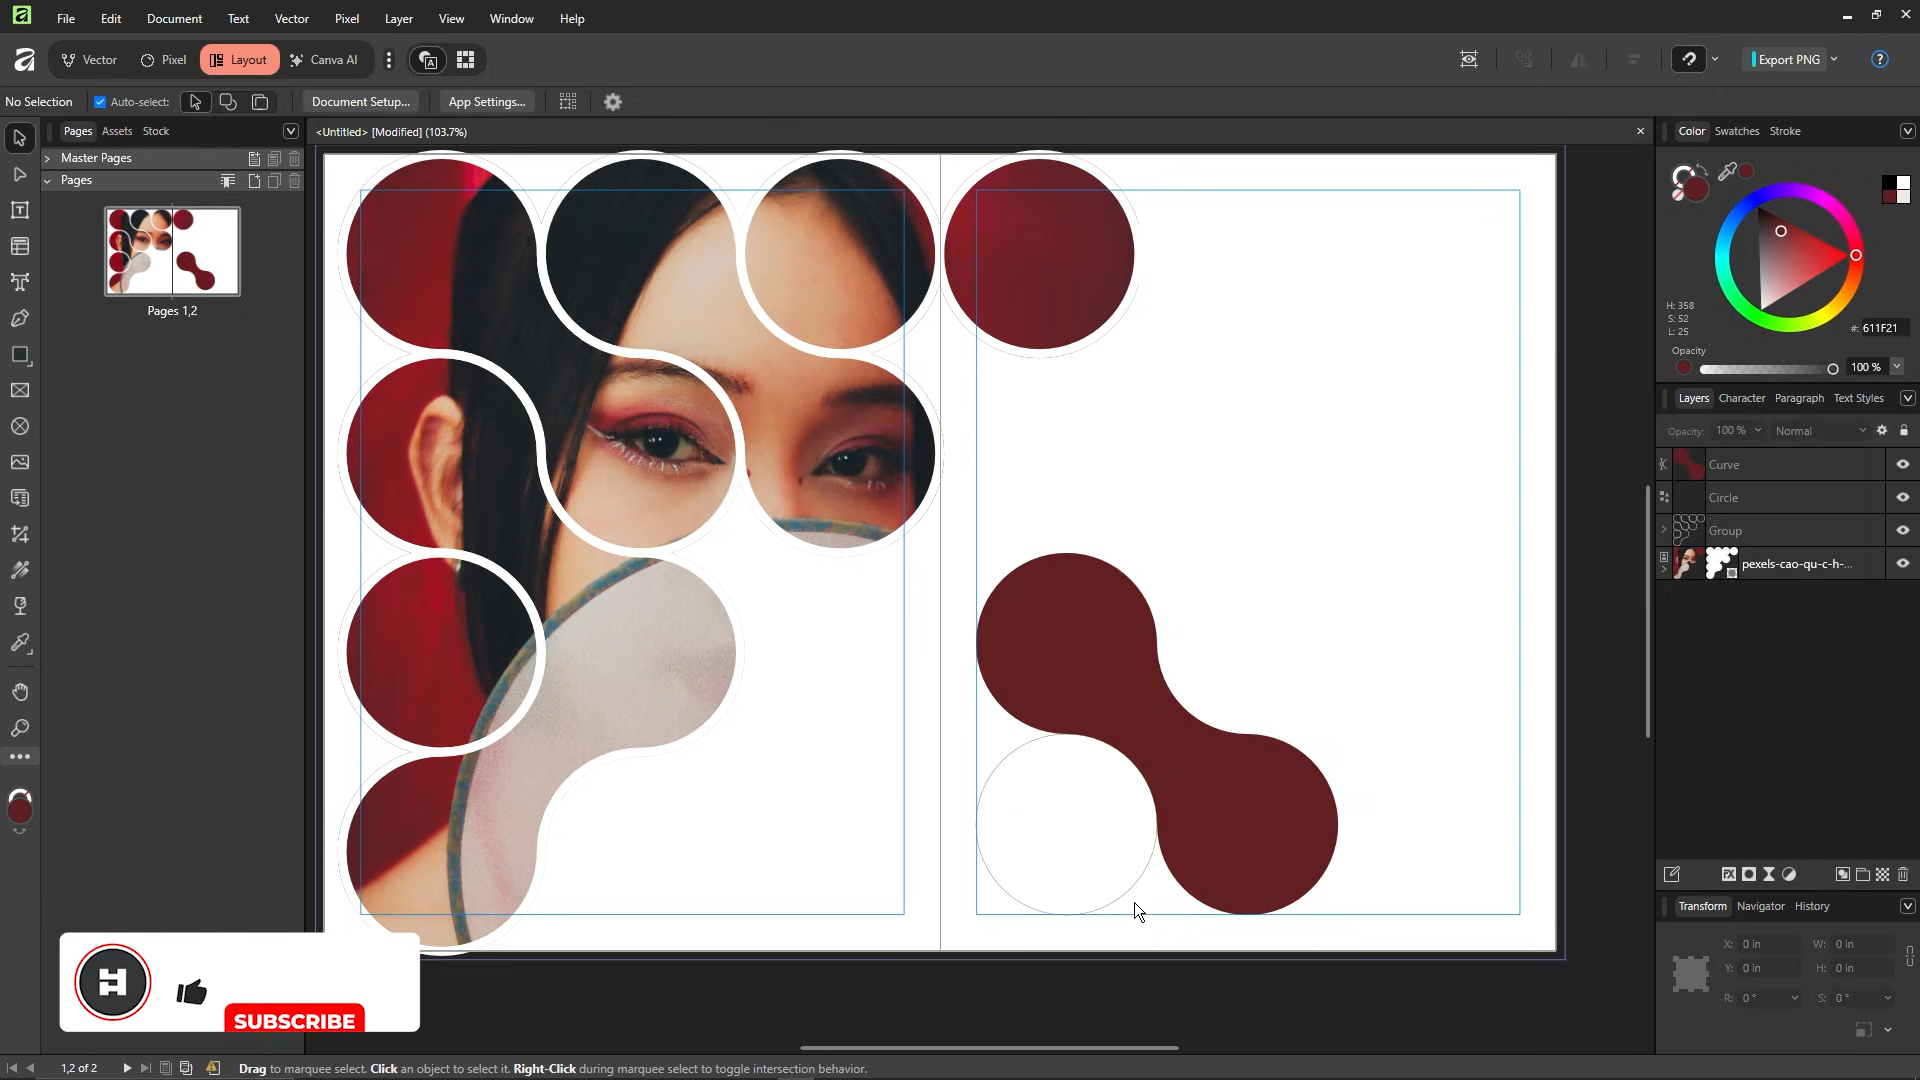 File Edit Document Text Vector Pixel Layer View Window Help
Vector Pixel Layout Canva AI Export PNG
No Selection Auto-select: Document Setup... App Settings...
Pages Assets Stock
<Untitled> [Modified] (103.7%)
Color Swatches Stroke
Master Pages
Pages
Pages 1,2
H: 358
S: 52
L: 25
#: 611F21
Opacity
100 %
Layers Character Paragraph Text Styles
Opacity: 100 % Normal
Curve
Circle
Group
pexels-cao-qu-c-h-...
Transform Navigator History
X: 0 in W: 0 in
Y: 0 in H: 0 in
R: 0 ° S: 0 °
SUBSCRIBE
1,2 of 2 Drag to marquee select. Click an object to select it. Right-Click during marquee select to toggle intersection behavior.